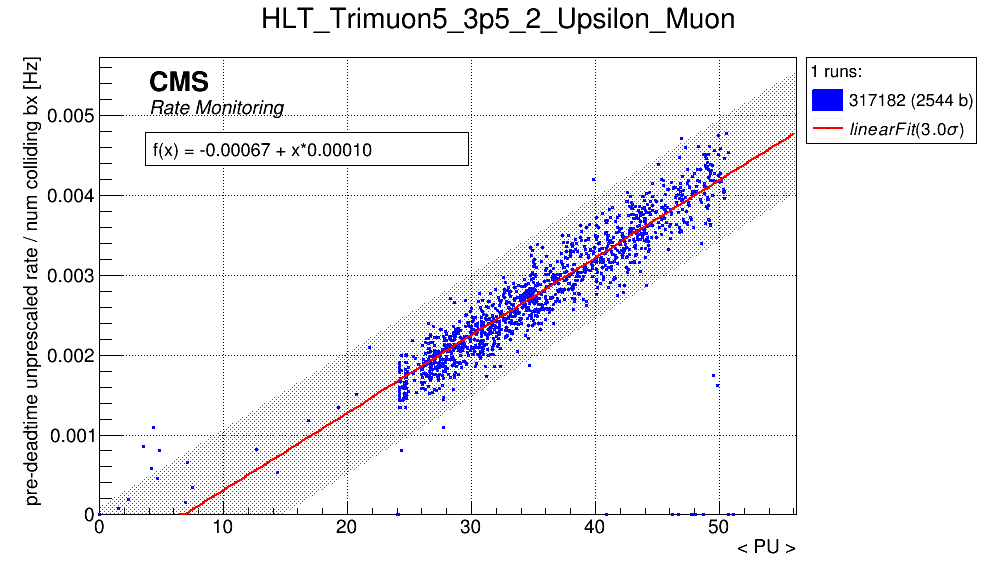 HLT_Trimuon5_3p5_2_Upsilon_Muon
pre-deadtime unprescaled rate / num colliding bx [Hz]
CMS
Rate Monitoring
f(x) = -0.00067 + x*0.00010
1 runs:
317182 (2544 b)
linearFit(3.0σ)
0.005
0.004
0.003
0.002
0.001
0
0 10 20 30 40 50
< PU >